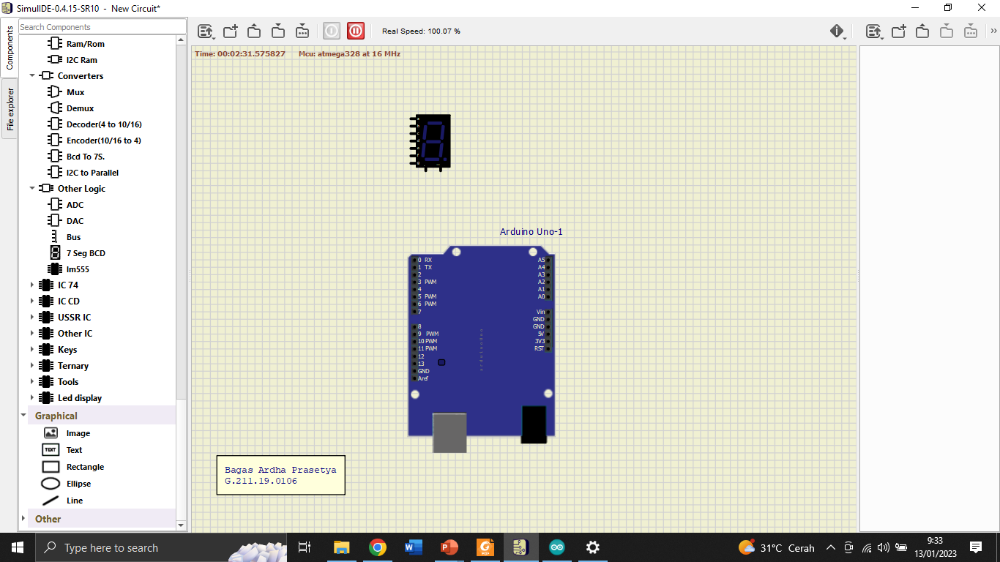 SimulIDE-0.4.15-SR10 - New Circuit*
Components
File explorer
Search Components
Ram/Rom
I2C Ram
Converters
Mux
Demux
Decoder(4 to 10/16)
Encoder(10/16 to 4)
Bcd To 7S.
I2C to Parallel
Other Logic
ADC
DAC
Bus
7 Seg BCD
lm555
IC 74
IC CD
USSR IC
Other IC
Keys
Ternary
Tools
Led display
Graphical
Image
TEXT Text
Rectangle
Ellipse
Line
Other
Real Speed: 100.07 %
»
Time: 00:02:31.575827 Mcu: atmega328 at 16 MHz
a
b
c
d
e
f
g
Arduino Uno-1
0 RX
1 TX
2
3 PWM
4
5 PWM
6 PWM
7
8
9 PWM
10 PWM
11 PWM
12
13
GND
Aref
A5
A4
A3
A2
A1
A0
Vin
GND
GND
5V
3V3
RST
Bagas Ardha Prasetya
G.211.19.0106
Type here to search
31°C Cerah
9:33
13/01/2023